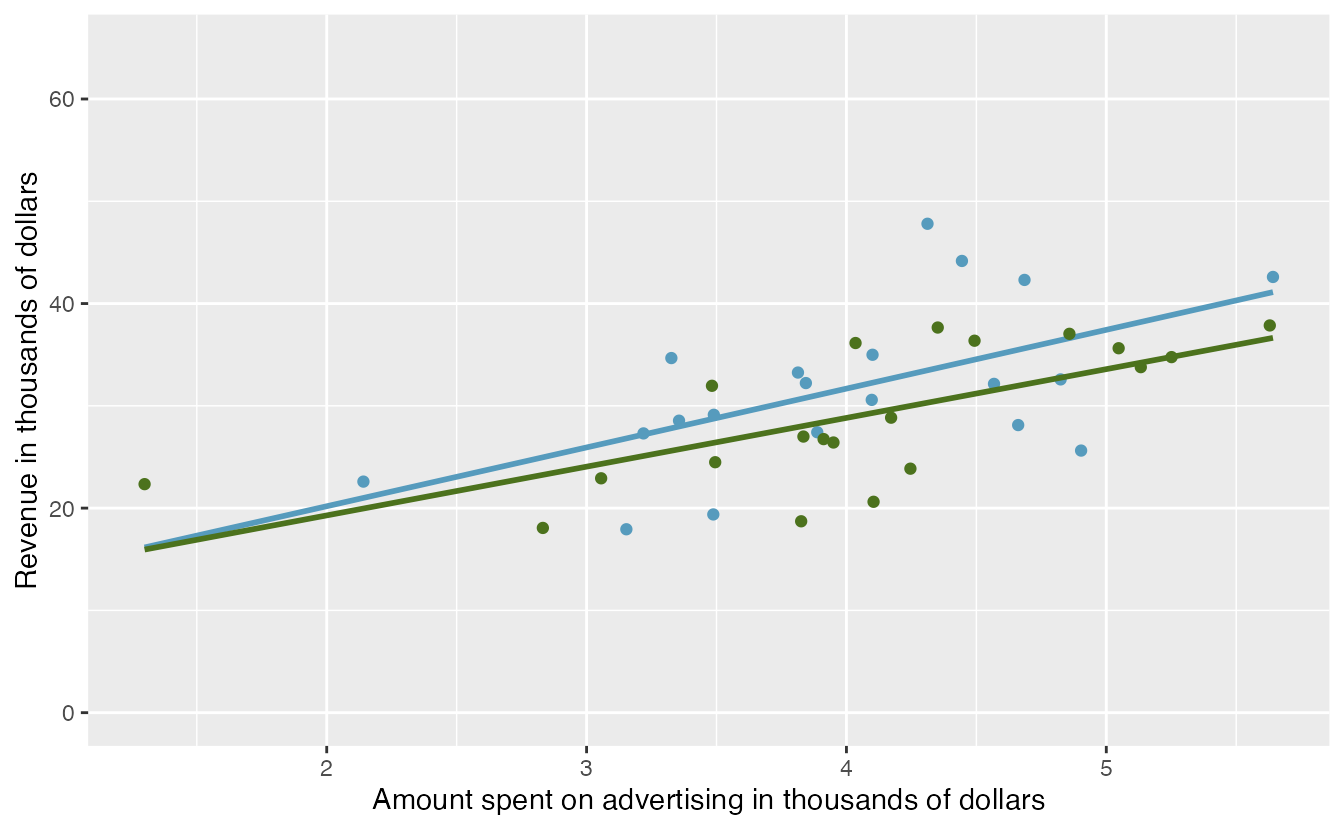 60
40
20
0
Revenue in thousands of dollars
2 3 4 5
Amount spent on advertising in thousands of dollars